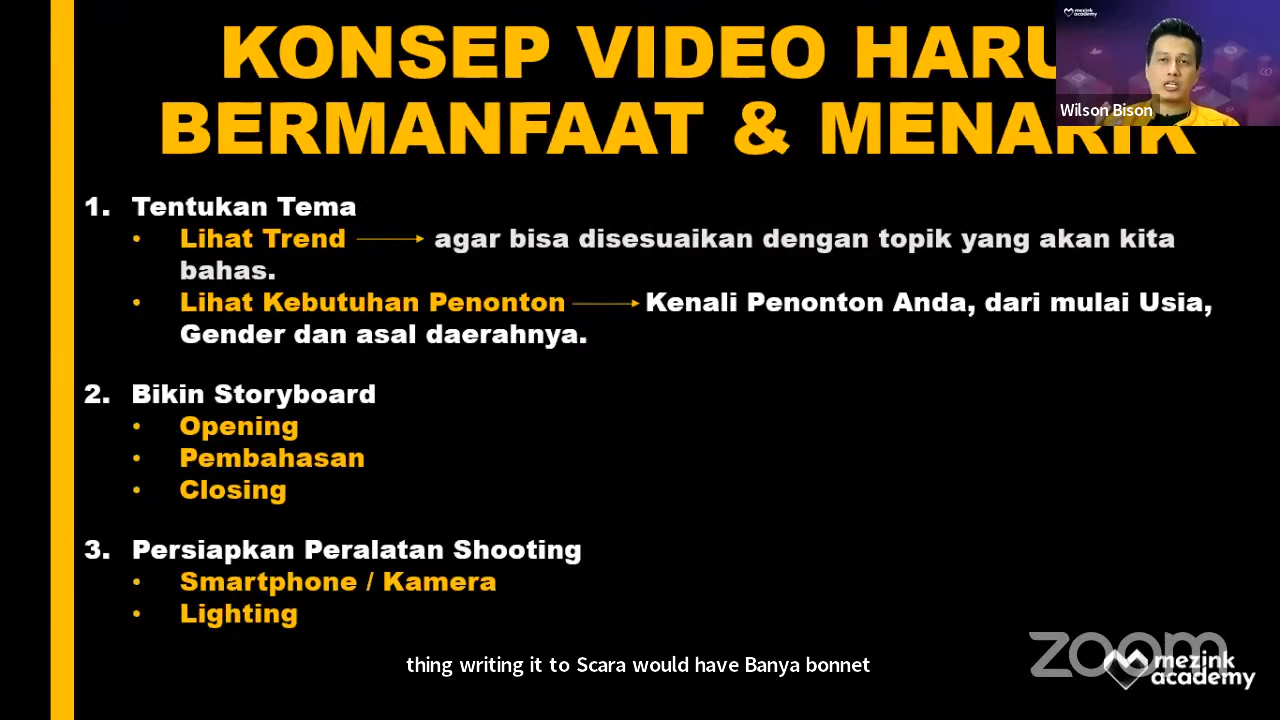 KONSEP VIDEO HARU
BERMANFAAT & MENARIK
mezink
academy
Wilson Bison
1. Tentukan Tema
• Lihat Trend → agar bisa disesuaikan dengan topik yang akan kita
bahas.
• Lihat Kebutuhan Penonton → Kenali Penonton Anda, dari mulai Usia,
Gender dan asal daerahnya.
2. Bikin Storyboard
• Opening
• Pembahasan
• Closing
3. Persiapkan Peralatan Shooting
• Smartphone / Kamera
• Lighting
thing writing it to Scara would have Banya bonnet
zoom
mezink
academy